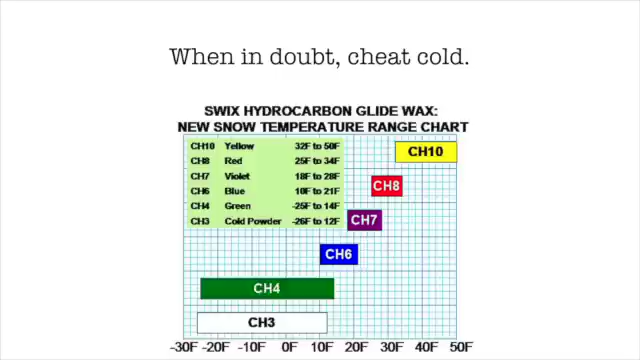 When in doubt, cheat cold.
SWIX HYDROCARBON GLIDE WAX:
NEW SNOW TEMPERATURE RANGE CHART
CH10 Yellow 32F to 50F
CH8 Red 25F to 34F
CH7 Violet 18F to 28F
CH6 Blue 10F to 21F
CH4 Green -25F to 14F
CH3 Cold Powder -26F to 12F
CH10
CH8
CH7
CH6
CH4
CH3
-30F -20F -10F 0F 10F 20F 30F 40F 50F